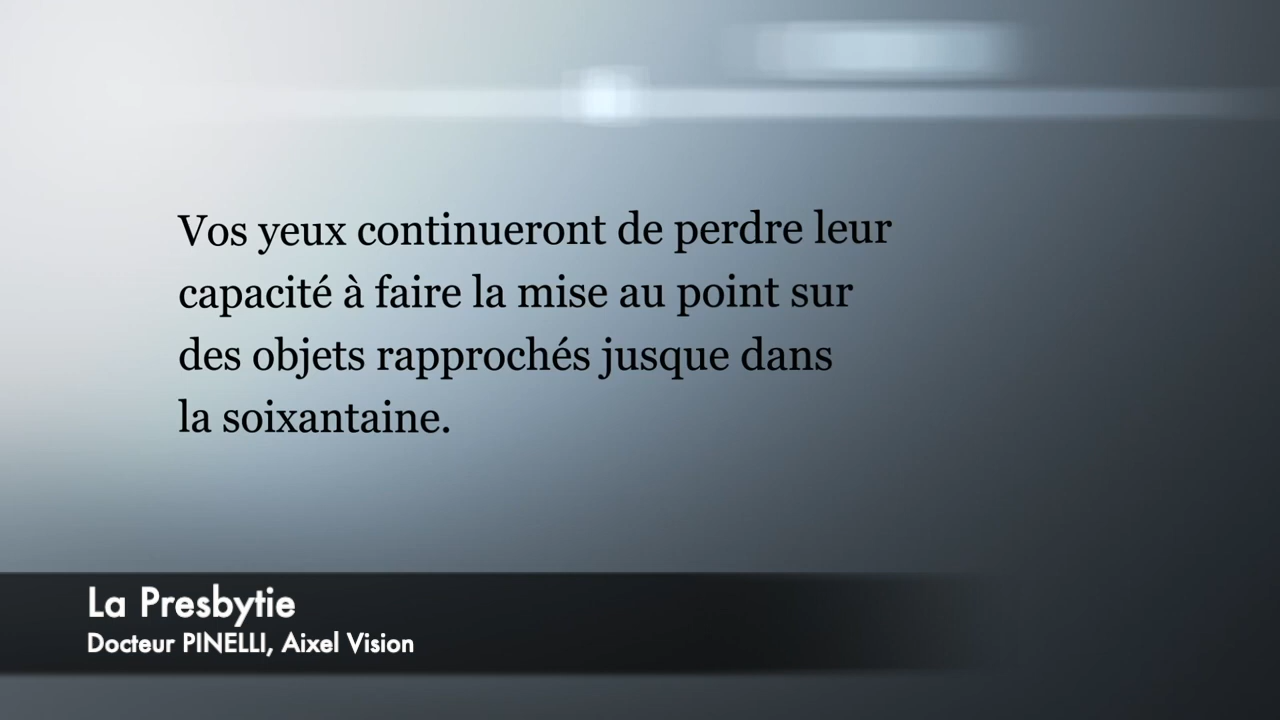 Vos yeux continueront de perdre leur
capacité à faire la mise au point sur
des objets rapprochés jusque dans
la soixantaine.
La Presbytie
Docteur PINELLI, Aixel Vision